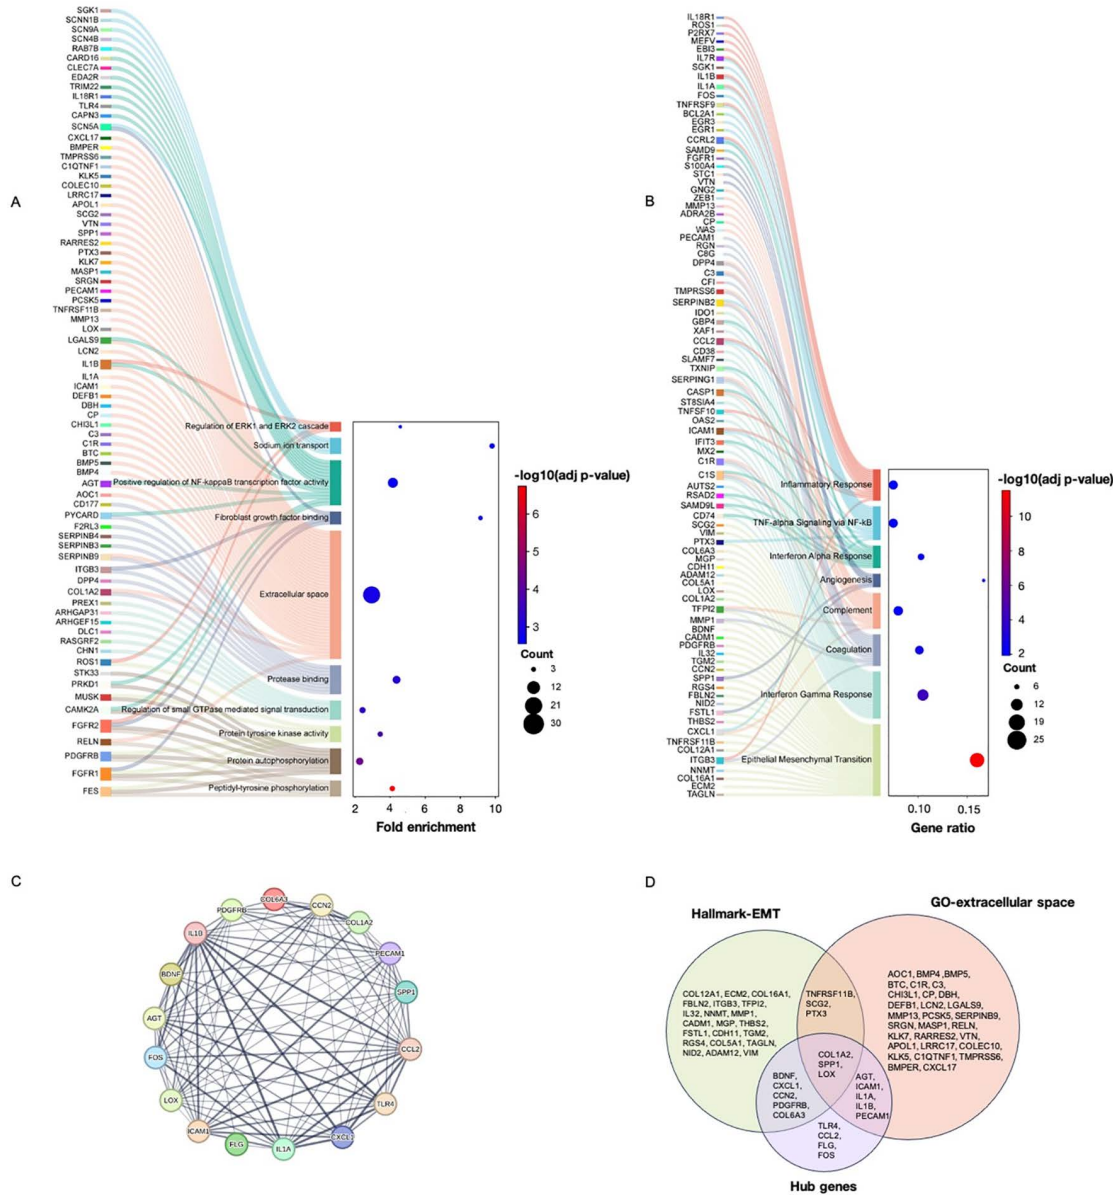 A
SGK1
SCNN1B
SCN9A
SCN4B
RAB7B
CARD16
CLEC7A
EDA2R
TRIM22
IL18R1
TLR4
CAPN3
SCN5A
CXCL17
BMPER
TMPRSS6
C1QTNF1
KLK5
COLEC10
LRRC17
APOL1
SCG2
VTN
SPP1
RARRES2
PTX3
KLK7
MASP1
SRGN
PECAM1
PCSK5
TNFRSF11B
MMP13
LOX
LGALS9
LCN2
IL1B
IL1A
ICAM1
DEFB1
DBH
CP
CHI3L1
C3
C1R
BTC
BMP5
BMP4
AGT
AOC1
CD177
PYCARD
F2RL3
SERPINB4
SERPINB3
SERPINB9
ITGB3
DPP4
COL1A2
PREX1
ARHGAP31
ARHGEF15
DLC1
RASGRF2
CHN1
ROS1
STK33
PRKD1
MUSK
CAMK2A
FGFR2
RELN
PDGFRB
FGFR1
FES
Regulation of ERK1 and ERK2 cascade
Sodium ion transport
Positive regulation of NF-kappaB transcription factor activity
Fibroblast growth factor binding
Extracellular space
Protease binding
Regulation of small GTPase mediated signal transduction
Protein tyrosine kinase activity
Protein autophosphorylation
Peptidyl-tyrosine phosphorylation
2 4 6 8 10
Fold enrichment
-log10(adj p-value)
6
5
4
3
Count
3
12
21
30
B
IL18R1
ROS1
P2RX7
MEFV
EBI3
IL7R
SGK1
IL1B
IL1A
FOS
TNFRSF9
BCL2A1
EGR3
EGR1
CCRL2
SAMD9
FGFR1
S100A4
STC1
VTN
GNG2
ZEB1
MMP13
ADRA2B
CP
WAS
PECAM1
RGN
C8G
DPP4
C3
CFI
TMPRSS6
SERPINB2
IDO1
GBP4
XAF1
CCL2
CD38
SLAMF7
TXNIP
SERPING1
CASP1
ST8SIA4
TNFSF10
OAS2
ICAM1
IFIT3
MX2
C1R
C1S
AUTS2
RSAD2
SAMD9L
CD74
SCG2
VIM
PTX3
COL6A3
MGP
CDH11
ADAM12
COL5A1
LOX
COL1A2
TFPI2
MMP1
BDNF
CADM1
PDGFRB
IL32
TGM2
CCN2
SPP1
RGS4
FBLN2
NID2
FSTL1
THBS2
CXCL1
TNFRSF11B
COL12A1
ITGB3
NNMT
COL16A1
ECM2
TAGLN
Inflammatory Response
TNF-alpha Signaling via NF-kB
Interferon Alpha Response
Angiogenesis
Complement
Coagulation
Interferon Gamma Response
Epithelial Mesenchymal Transition
0.10 0.15
Gene ratio
-log10(adj p-value)
10
8
6
4
2
Count
6
12
19
25
C
COL6A3
CCN2
PDGFRB
COL1A2
IL1B
PECAM1
BDNF
SPP1
AGT
CCL2
FOS
LOX
TLR4
ICAM1
CXCL1
FLG
IL1A
D
Hallmark-EMT
GO-extracellular space
COL12A1, ECM2, COL16A1,
FBLN2, ITGB3, TFPI2,
IL32, NNMT, MMP1,
CADM1, MGP, THBS2,
FSTL1, CDH11, TGM2,
RGS4, COL5A1, TAGLN,
NID2, ADAM12, VIM
TNFRSF11B,
SCG2,
PTX3
AOC1, BMP4, BMP5,
BTC, C1R, C3,
CHI3L1, CP, DBH,
DEFB1, LCN2, LGALS9,
MMP13, PCSK5, SERPINB9,
SRGN, MASP1, RELN,
KLK7, RARRES2, VTN,
APOL1, LRRC17, COLEC10,
KLK5, C1QTNF1, TMPRSS6,
BMPER, CXCL17
COL1A2,
SPP1,
LOX
BDNF,
CXCL1,
CCN2,
PDGFRB,
COL6A3
AGT,
ICAM1,
IL1A,
IL1B,
PECAM1
TLR4,
CCL2,
FLG,
FOS
Hub genes